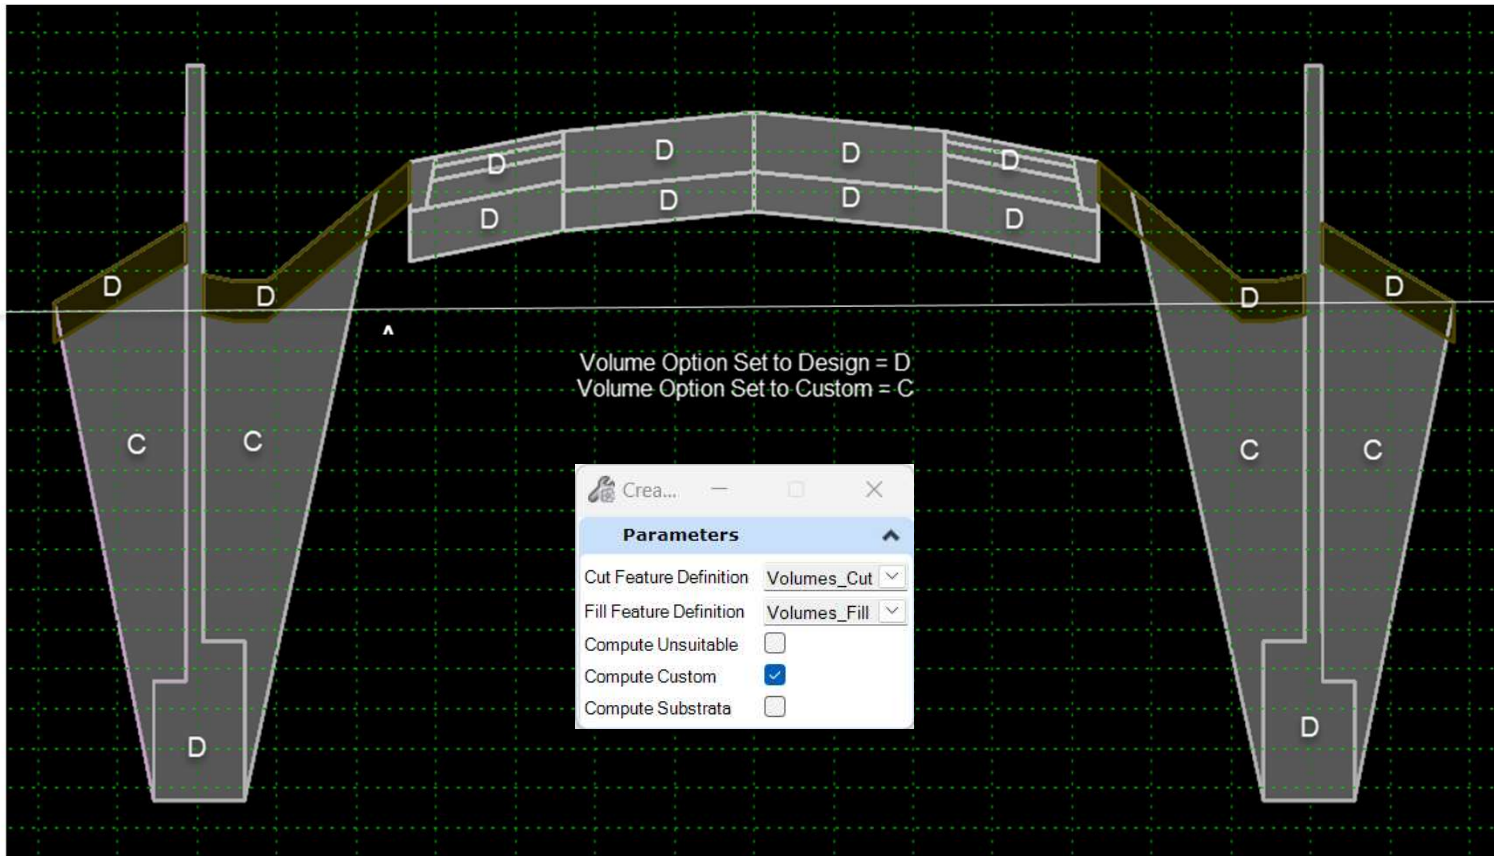 D
D
D
D
D
D
D
D
D
D
D
D
D
D
^
Volume Option Set to Design = D
Volume Option Set to Custom = C
C
C
C
C
Crea...
Parameters
Cut Feature Definition Volumes_Cut
Fill Feature Definition Volumes_Fill
Compute Unsuitable
Compute Custom
Compute Substrata
D
D